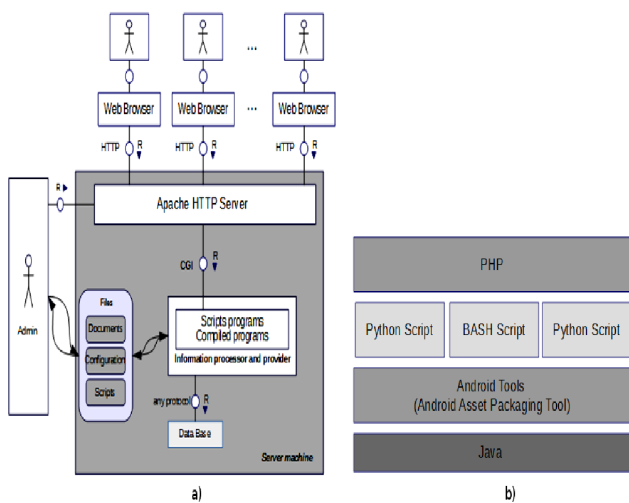 ...
Web Browser
Web Browser
...
Web Browser
HTTP
R
HTTP
R
HTTP
R
R
Apache HTTP Server
CGI
R
Admin
Files
Documents
Configuration
Scripts
Scripts programs
Compiled programs
Information processor and provider
any protocol
R
Data Base
Server machine
a)
PHP
Python Script
BASH Script
Python Script
Android Tools
(Android Asset Packaging Tool)
Java
b)